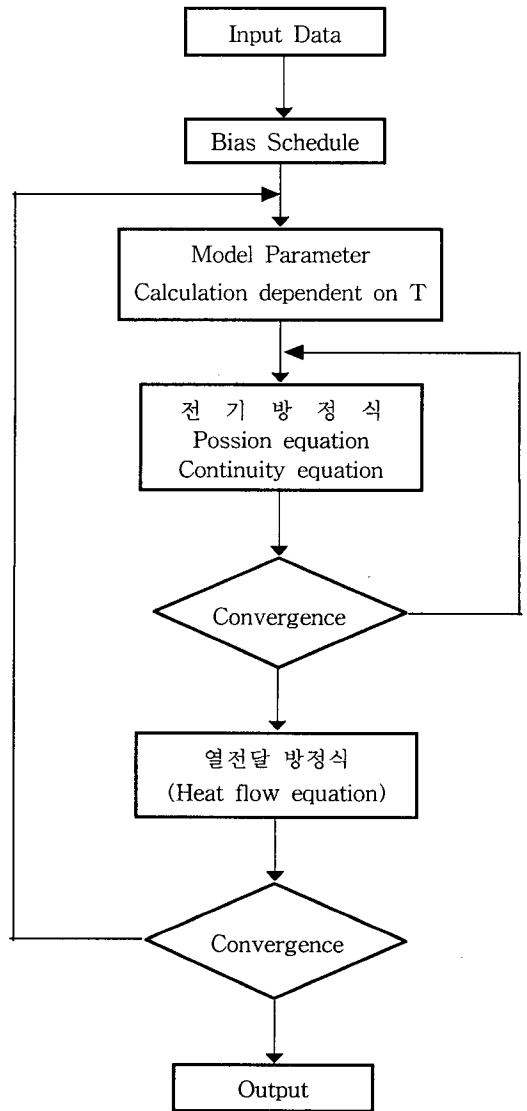 Input Data
Bias Schedule
Model Parameter
Calculation dependent on T
전 기 방 정 식
Possion equation
Continuity equation
Convergence
열전달 방정식
(Heat flow equation)
Convergence
Output